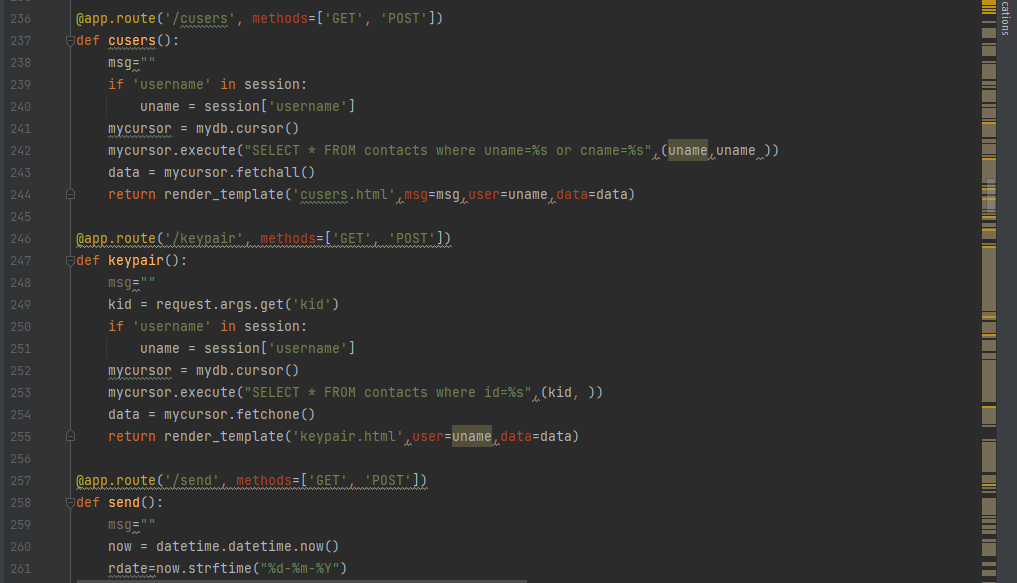 236 @app.route('/cusers', methods=['GET', 'POST'])
237 def cusers():
238     msg=""
239     if 'username' in session:
240         uname = session['username']
241     mycursor = mydb.cursor()
242     mycursor.execute("SELECT * FROM contacts where uname=%s or cname=%s",(uname,uname ))
243     data = mycursor.fetchall()
244     return render_template('cusers.html',msg=msg,user=uname,data=data)
245
246 @app.route('/keypair', methods=['GET', 'POST'])
247 def keypair():
248     msg=""
249     kid = request.args.get('kid')
250     if 'username' in session:
251         uname = session['username']
252     mycursor = mydb.cursor()
253     mycursor.execute("SELECT * FROM contacts where id=%s",(kid, ))
254     data = mycursor.fetchone()
255     return render_template('keypair.html',user=uname,data=data)
256
257 @app.route('/send', methods=['GET', 'POST'])
258 def send():
259     msg=""
260     now = datetime.datetime.now()
261     rdate=now.strftime("%d-%m-%Y")
cations